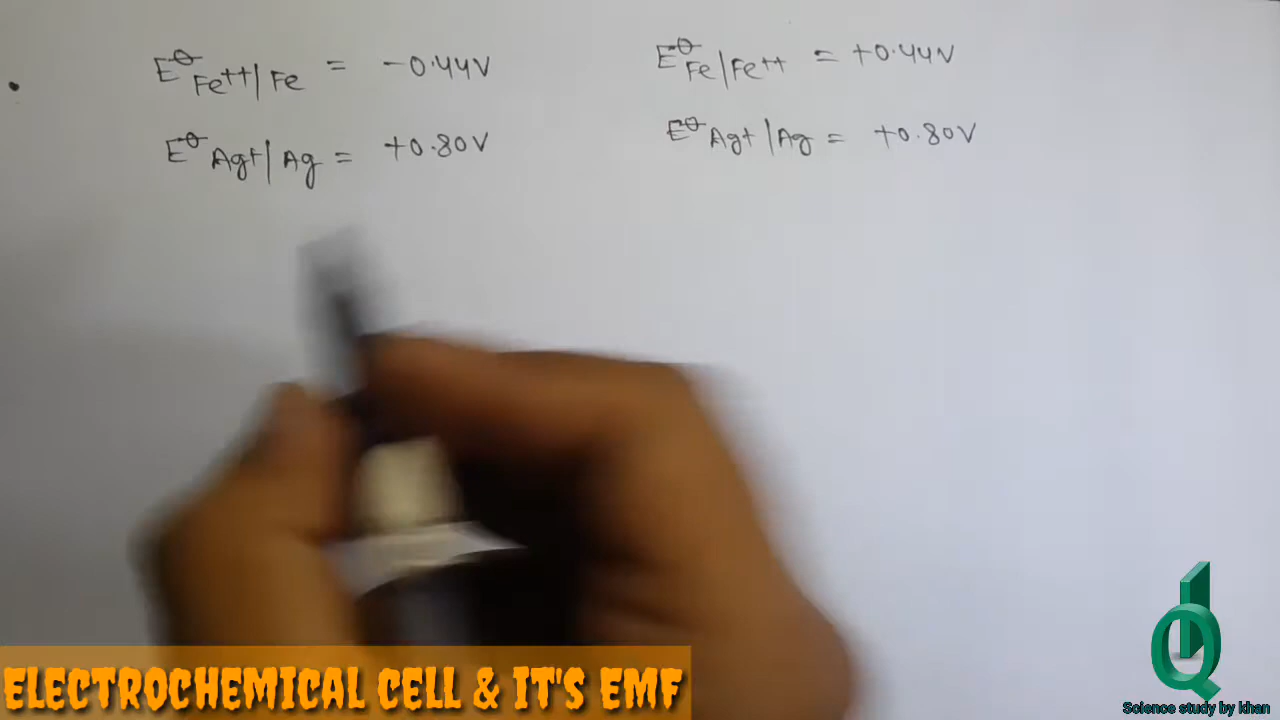 E⊖ Fe++/Fe = -0.44V
E⊖ Ag+/Ag = +0.80V
E⊖ Fe/Fe++ = +0.44V
E⊖ Ag+/Ag = +0.80V
ELECTROCHEMICAL CELL & IT'S EMF
Science study by khan